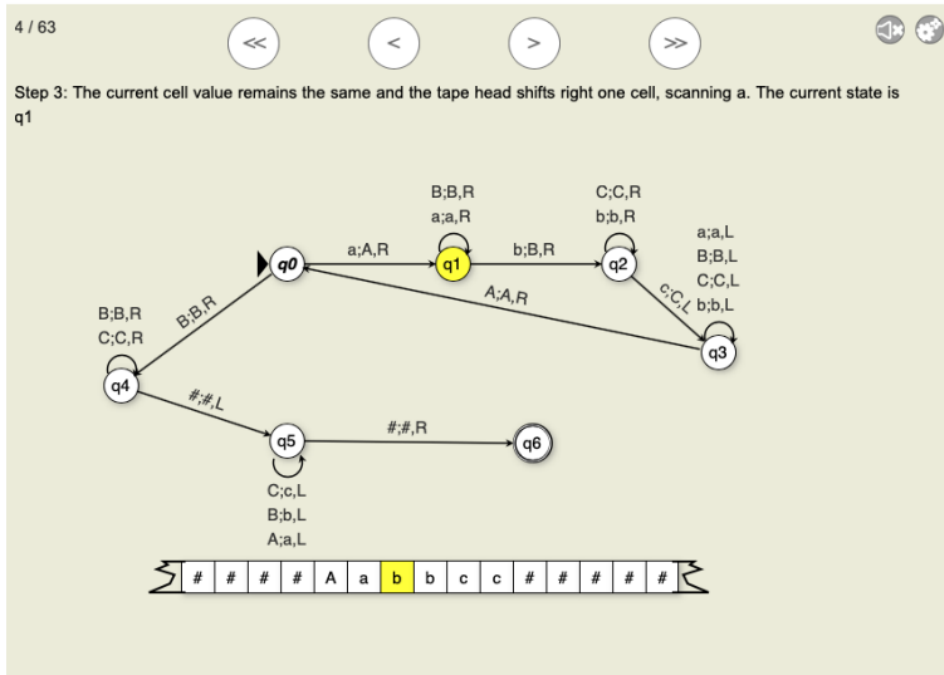 4 / 63
<< < > >>
Step 3: The current cell value remains the same and the tape head shifts right one cell, scanning a. The current state is
q1
B;B,R
a;a,R
C;C,R
b;b,R
a;a,L
B;B,L
C;C,L
b;b,L
q0
a;A,R
q1
b;B,R
q2
c;C,L
A;A,R
q3
B;B,R
B;B,R
C;C,R
q4
#;#,L
q5
#;#,R
q6
C;c,L
B;b,L
A;a,L
# # # # A a b b c c # # # # #